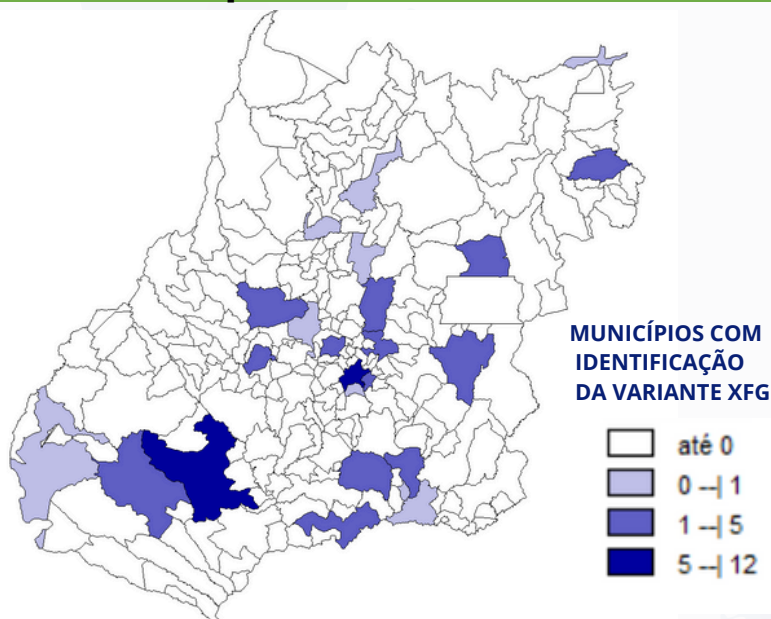 MUNICÍPIOS COM
IDENTIFICAÇÃO
DA VARIANTE XFG
até 0
0 --| 1
1 --| 5
5 --| 12